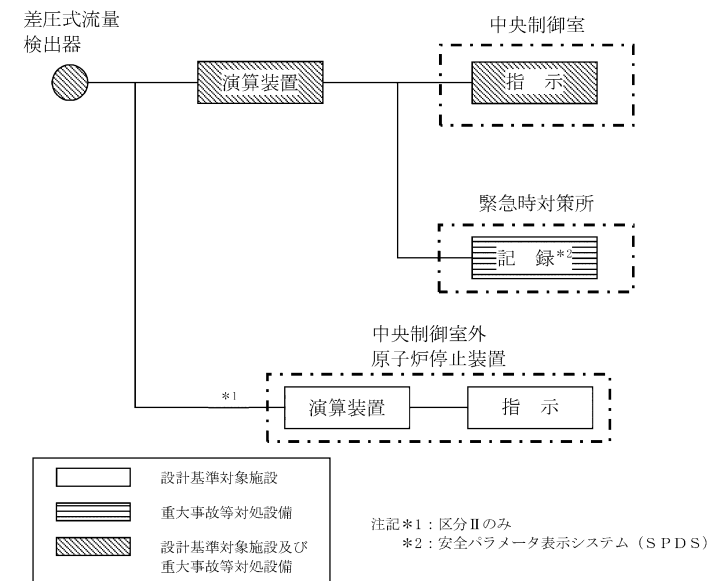 差圧式流量
検出器
演算装置
中央制御室
指　示
緊急時対策所
記　録*2
中央制御室外
原子炉停止装置
*1
演算装置
指　示
設計基準対象施設
重大事故等対処設備
設計基準対象施設及び
重大事故等対処設備
注記*1：区分Ⅱのみ
*2：安全パラメータ表示システム（ＳＰＤＳ）